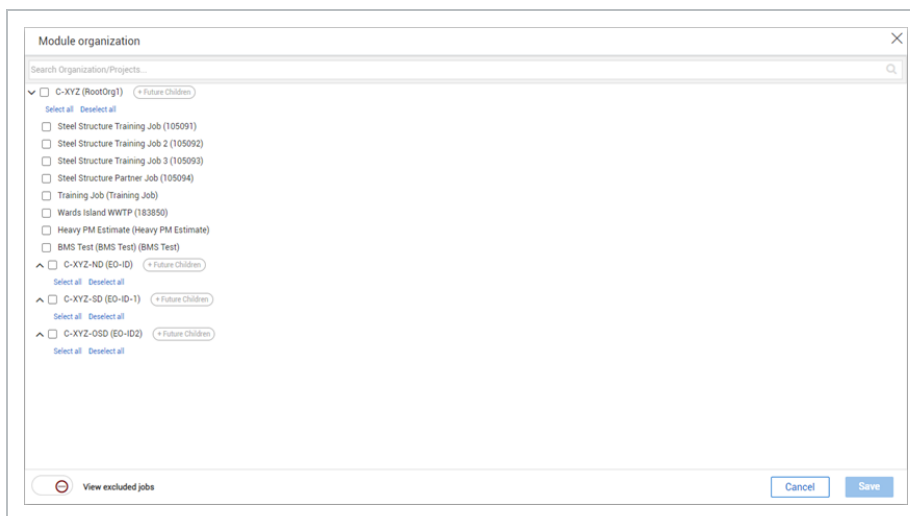 Module organization
Search Organization/Projects...
C-XYZ (RootOrg1) + Future Children
Select all Deselect all
Steel Structure Training Job (105091)
Steel Structure Training Job 2 (105092)
Steel Structure Training Job 3 (105093)
Steel Structure Partner Job (105094)
Training Job (Training Job)
Wards Island WWTP (183850)
Heavy PM Estimate (Heavy PM Estimate)
BMS Test (BMS Test) (BMS Test)
C-XYZ-ND (EO-ID) + Future Children
Select all Deselect all
C-XYZ-SD (EO-ID-1) + Future Children
Select all Deselect all
C-XYZ-OSD (EO-ID2) + Future Children
Select all Deselect all
View excluded jobs Cancel Save